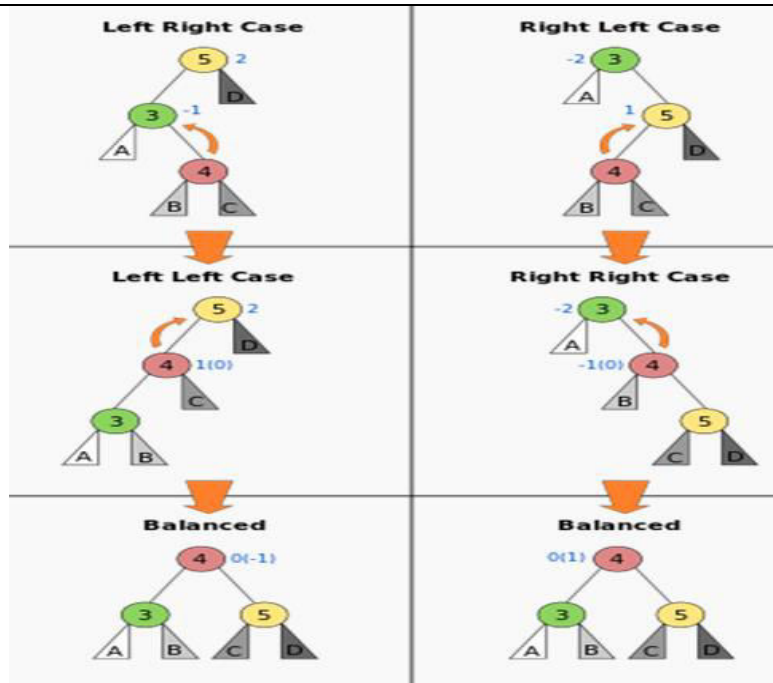 Left Right Case
5 2
D
3 -1
A
4
B C
Right Left Case
-2 3
A
1 5
D
4
B C
Left Left Case
5 2
D
4 1(0)
C
3
A B
Right Right Case
-2 3
A
-1(0) 4
B
5
C D
Balanced
4 0(-1)
3 5
A B C D
Balanced
0(1) 4
3 5
A B C D